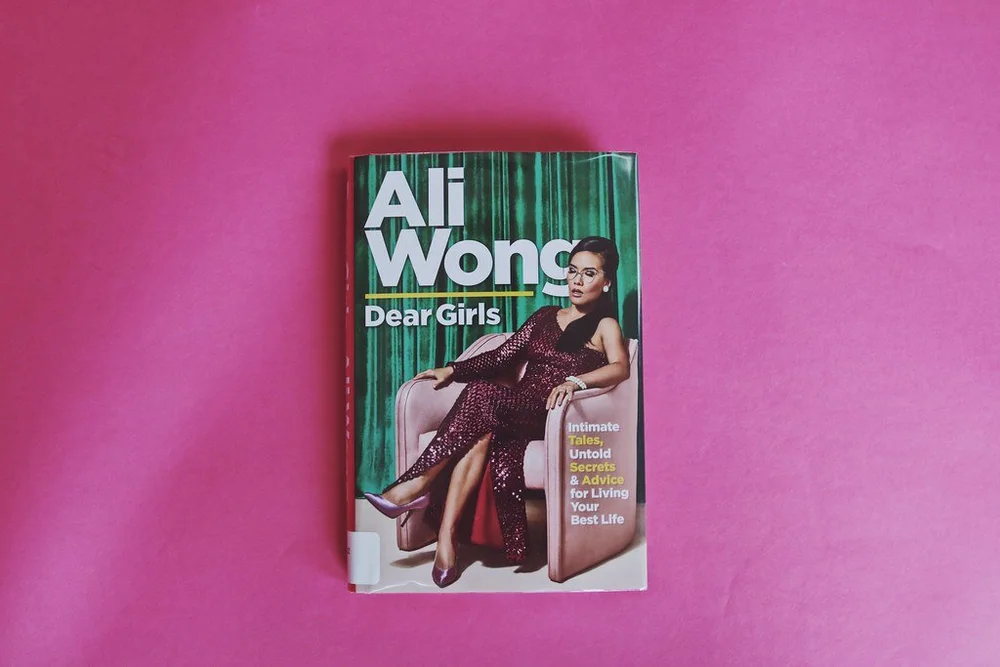 Ali
Wong
Dear Girls
Intimate
Tales,
Untold
Secrets
& Advice
for Living
Your
Best Life